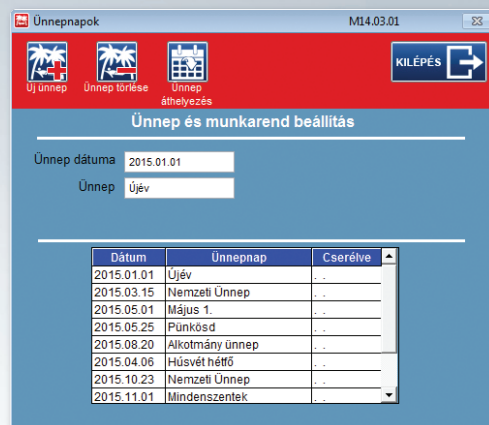 Ünnepnapok M14.03.01
Új ünnep Ünnep törlése Ünnep áthelyezés KILÉPÉS
Ünnep és munkarend beállítás
Ünnep dátuma 2015.01.01
Ünnep Újév
Dátum Ünnepnap Cserélve
2015.01.01 Újév . .
2015.03.15 Nemzeti Ünnep . .
2015.05.01 Május 1. . .
2015.05.25 Pünkösd . .
2015.08.20 Alkotmány ünnep . .
2015.04.06 Húsvét hétfő . .
2015.10.23 Nemzeti Ünnep . .
2015.11.01 Mindenszentek . .